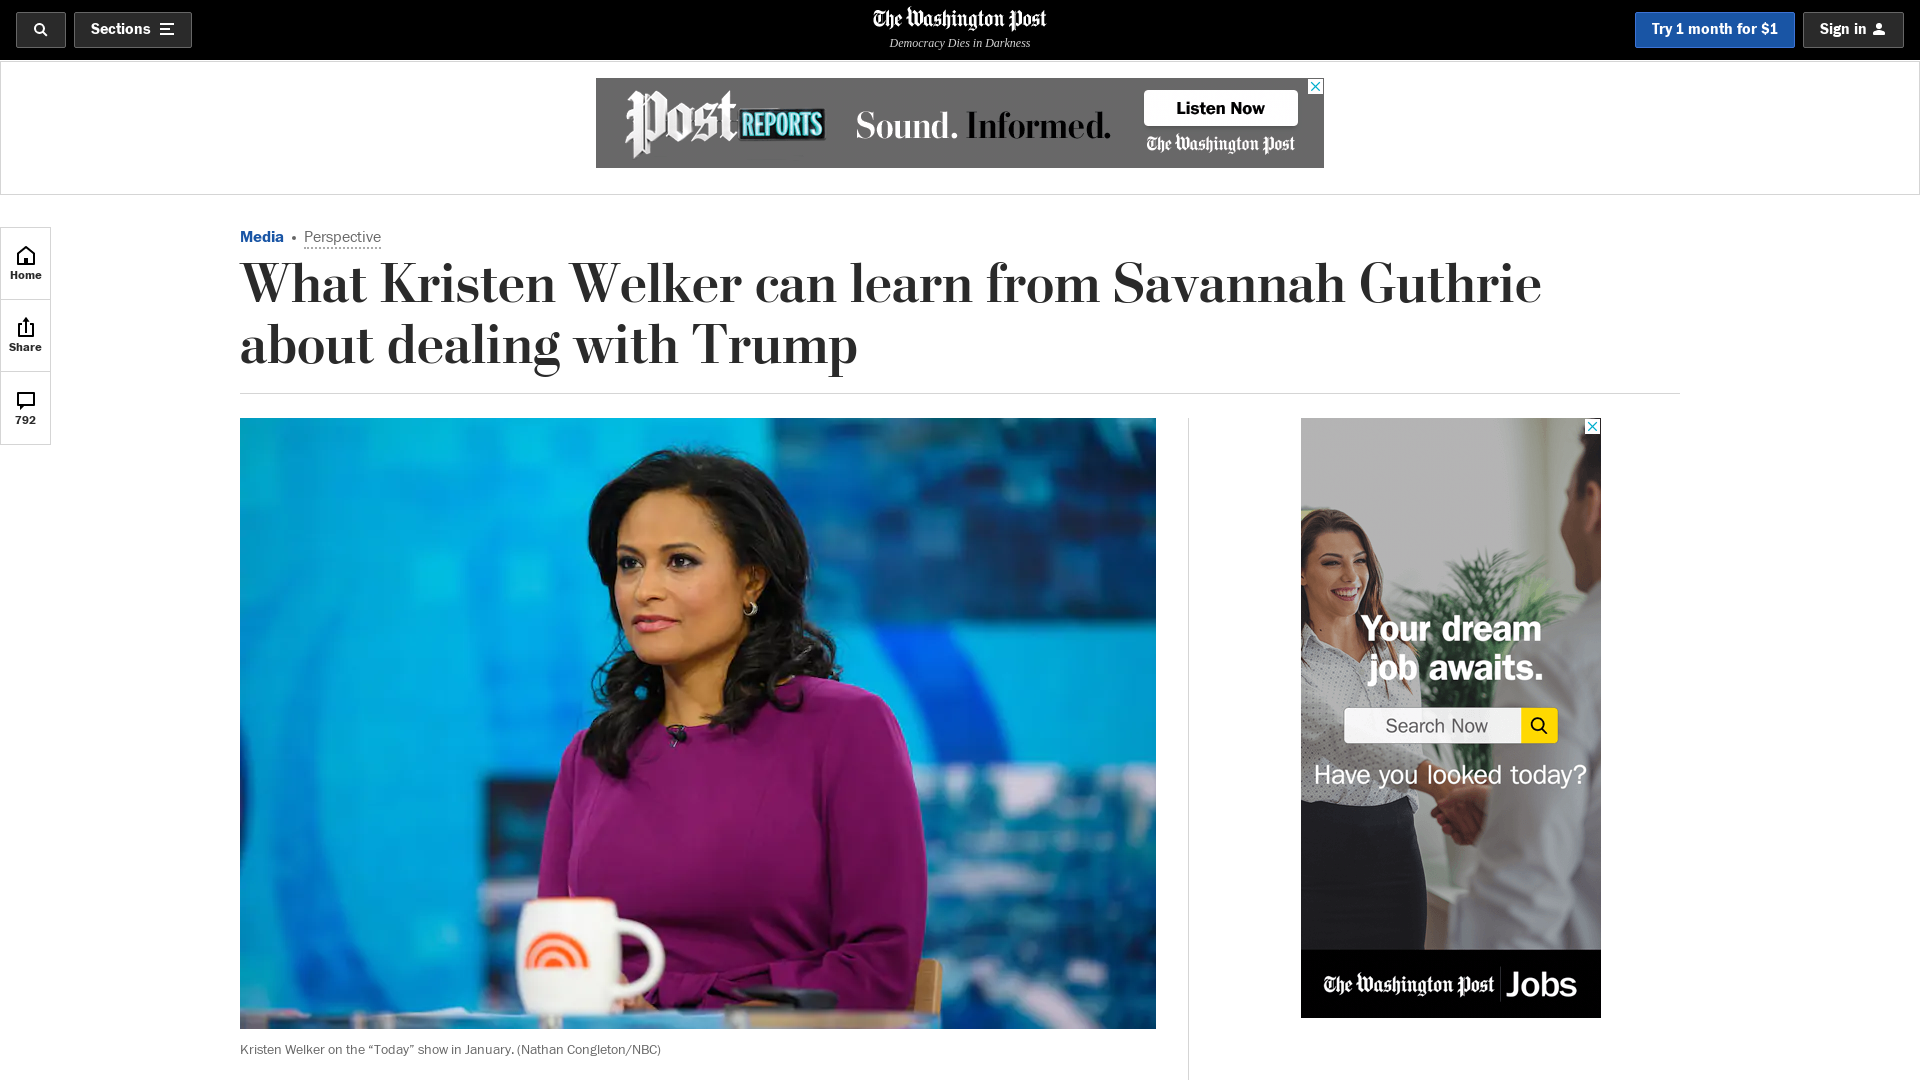 Sections
The Washington Post
Democracy Dies in Darkness
Try 1 month for $1
Sign in
Post REPORTS
Sound. Informed.
Listen Now
The Washington Post
Home
Share
792
Media • Perspective
What Kristen Welker can learn from Savannah Guthrie
about dealing with Trump
Your dream
job awaits.
Search Now
Have you looked today?
The Washington Post Jobs
Kristen Welker on the “Today” show in January. (Nathan Congleton/NBC)